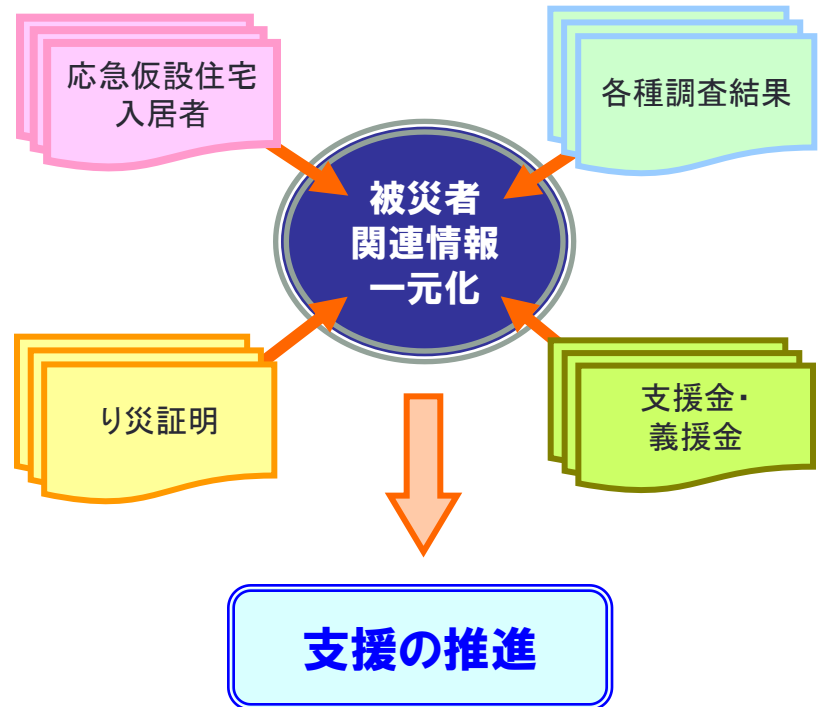 応急仮設住宅
入居者
各種調査結果
被災者
関連情報
一元化
り災証明
支援金・
義援金
支援の推進